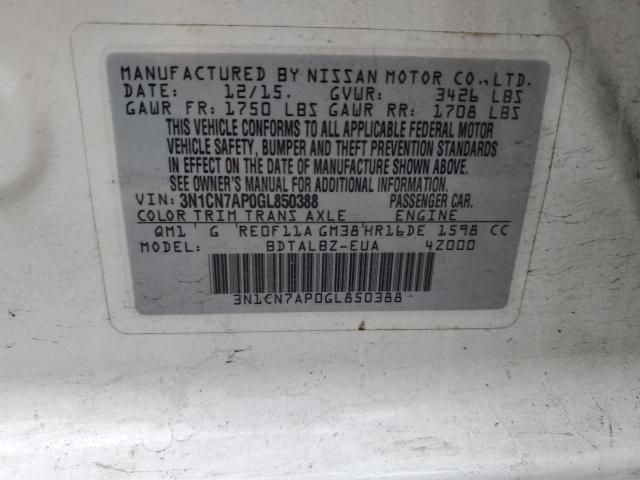 MANUFACTURED BY NISSAN MOTOR CO.,LTD.
DATE: 12/15. GVWR: 3426 LBS
GAWR FR: 1750 LBS GAWR RR: 1708 LBS
THIS VEHICLE CONFORMS TO ALL APPLICABLE FEDERAL MOTOR
VEHICLE SAFETY, BUMPER AND THEFT PREVENTION STANDARDS
IN EFFECT ON THE DATE OF MANUFACTURE SHOWN ABOVE.
SEE OWNER'S MANUAL FOR ADDITIONAL INFORMATION.
VIN: 3N1CN7AP0GL850388 PASSENGER CAR.
COLOR TRIM TRANS AXLE ENGINE
QM1 G RE0F11A GM38 HR16DE 1598 CC
MODEL: BDTALBZ-EUA 4Z000
3N1CN7AP0GL850388